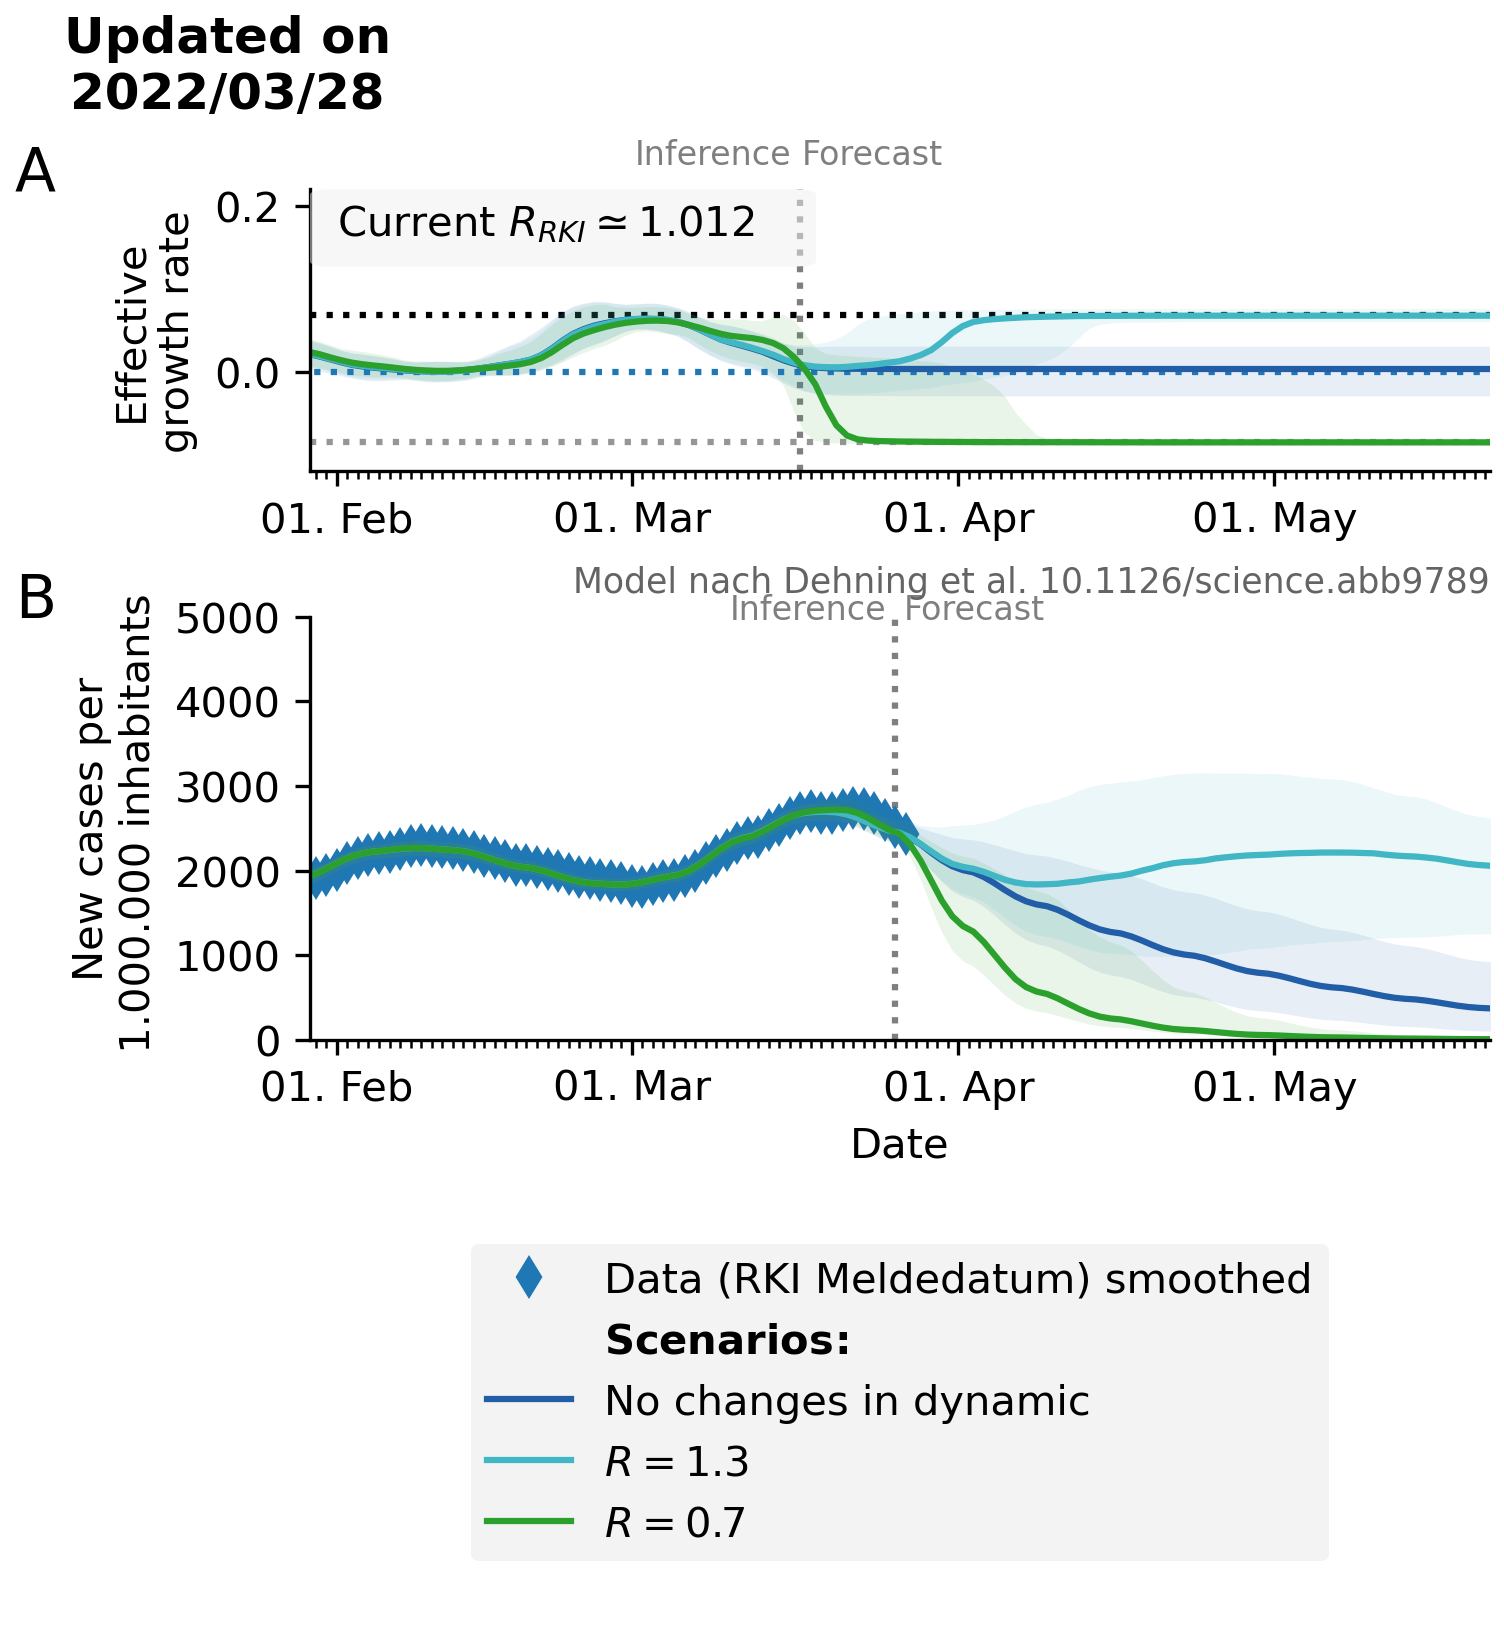 Updated on
2022/03/28
A
Inference Forecast
Current R_RKI ≃ 1.012
Effective
growth rate
0.2
0.0
01. Feb 01. Mar 01. Apr 01. May
B
Model nach Dehning et al. 10.1126/science.abb9789
Inference Forecast
New cases per
1.000.000 inhabitants
5000
4000
3000
2000
1000
0
01. Feb 01. Mar 01. Apr 01. May
Date
Data (RKI Meldedatum) smoothed
Scenarios:
No changes in dynamic
R = 1.3
R = 0.7